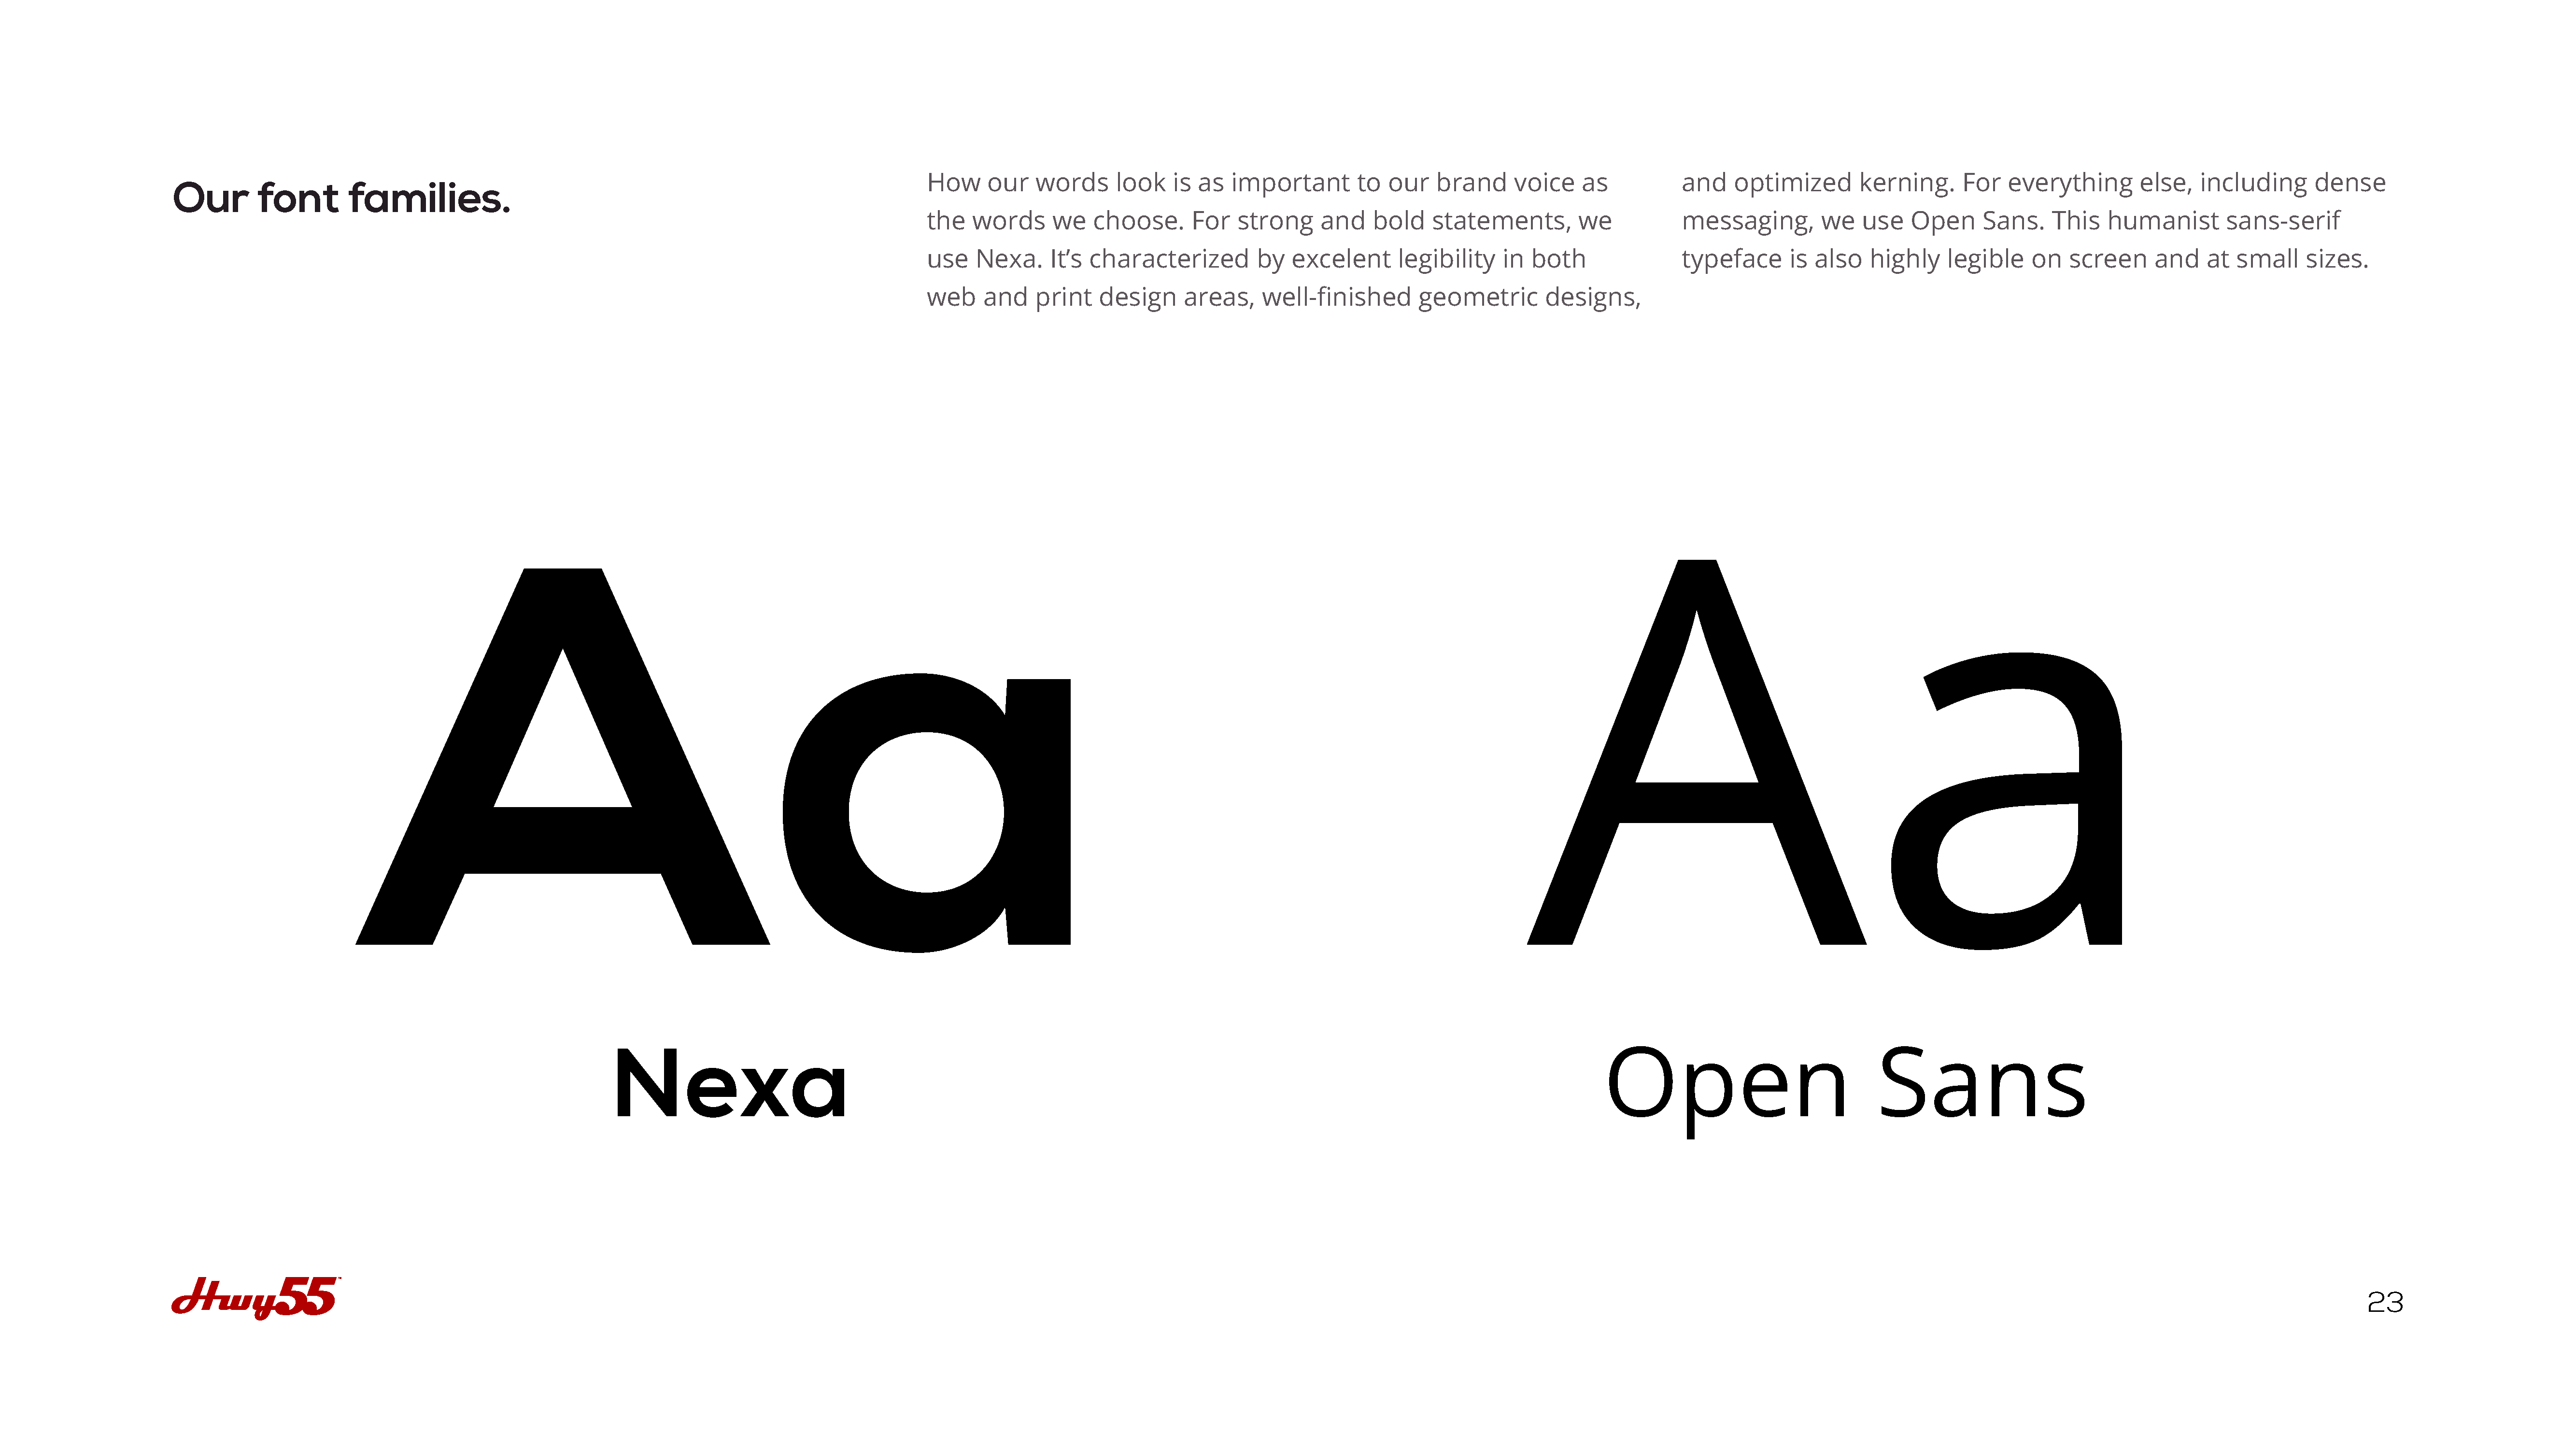 Our font families.
How our words look is as important to our brand voice as
the words we choose. For strong and bold statements, we
use Nexa. It’s characterized by excelent legibility in both
web and print design areas, well-finished geometric designs,
and optimized kerning. For everything else, including dense
messaging, we use Open Sans. This humanist sans-serif
typeface is also highly legible on screen and at small sizes.
Aa
Nexa
Aa
Open Sans
Hwy55™
23